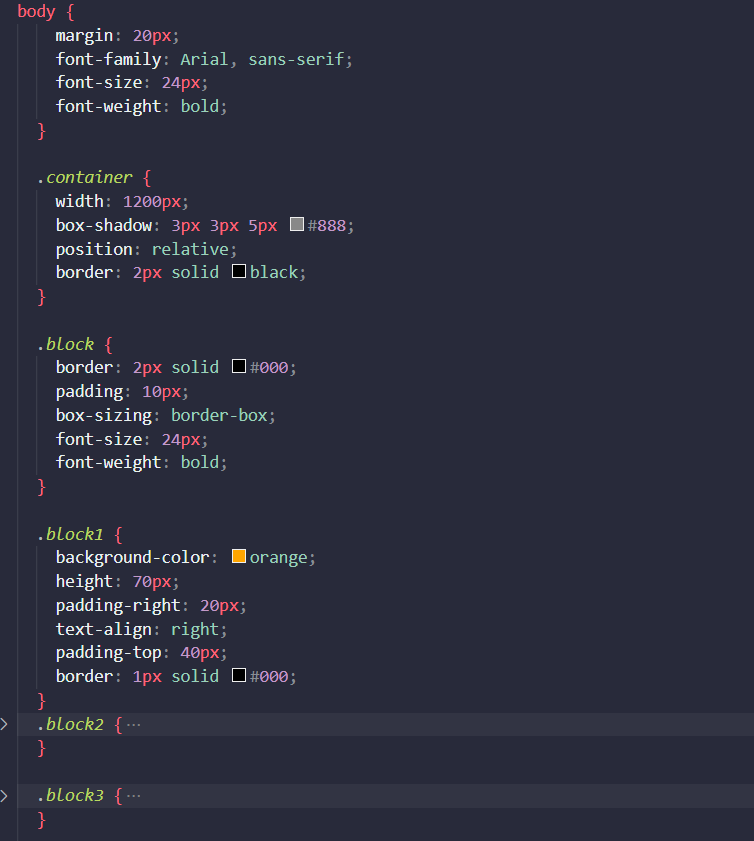 body {
margin: 20px;
font-family: Arial, sans-serif;
font-size: 24px;
font-weight: bold;
}
.container {
width: 1200px;
box-shadow: 3px 3px 5px #888;
position: relative;
border: 2px solid black;
}
.block {
border: 2px solid #000;
padding: 10px;
box-sizing: border-box;
font-size: 24px;
font-weight: bold;
}
.block1 {
background-color: orange;
height: 70px;
padding-right: 20px;
text-align: right;
padding-top: 40px;
border: 1px solid #000;
}
.block2 {⋯
}
.block3 {⋯
}